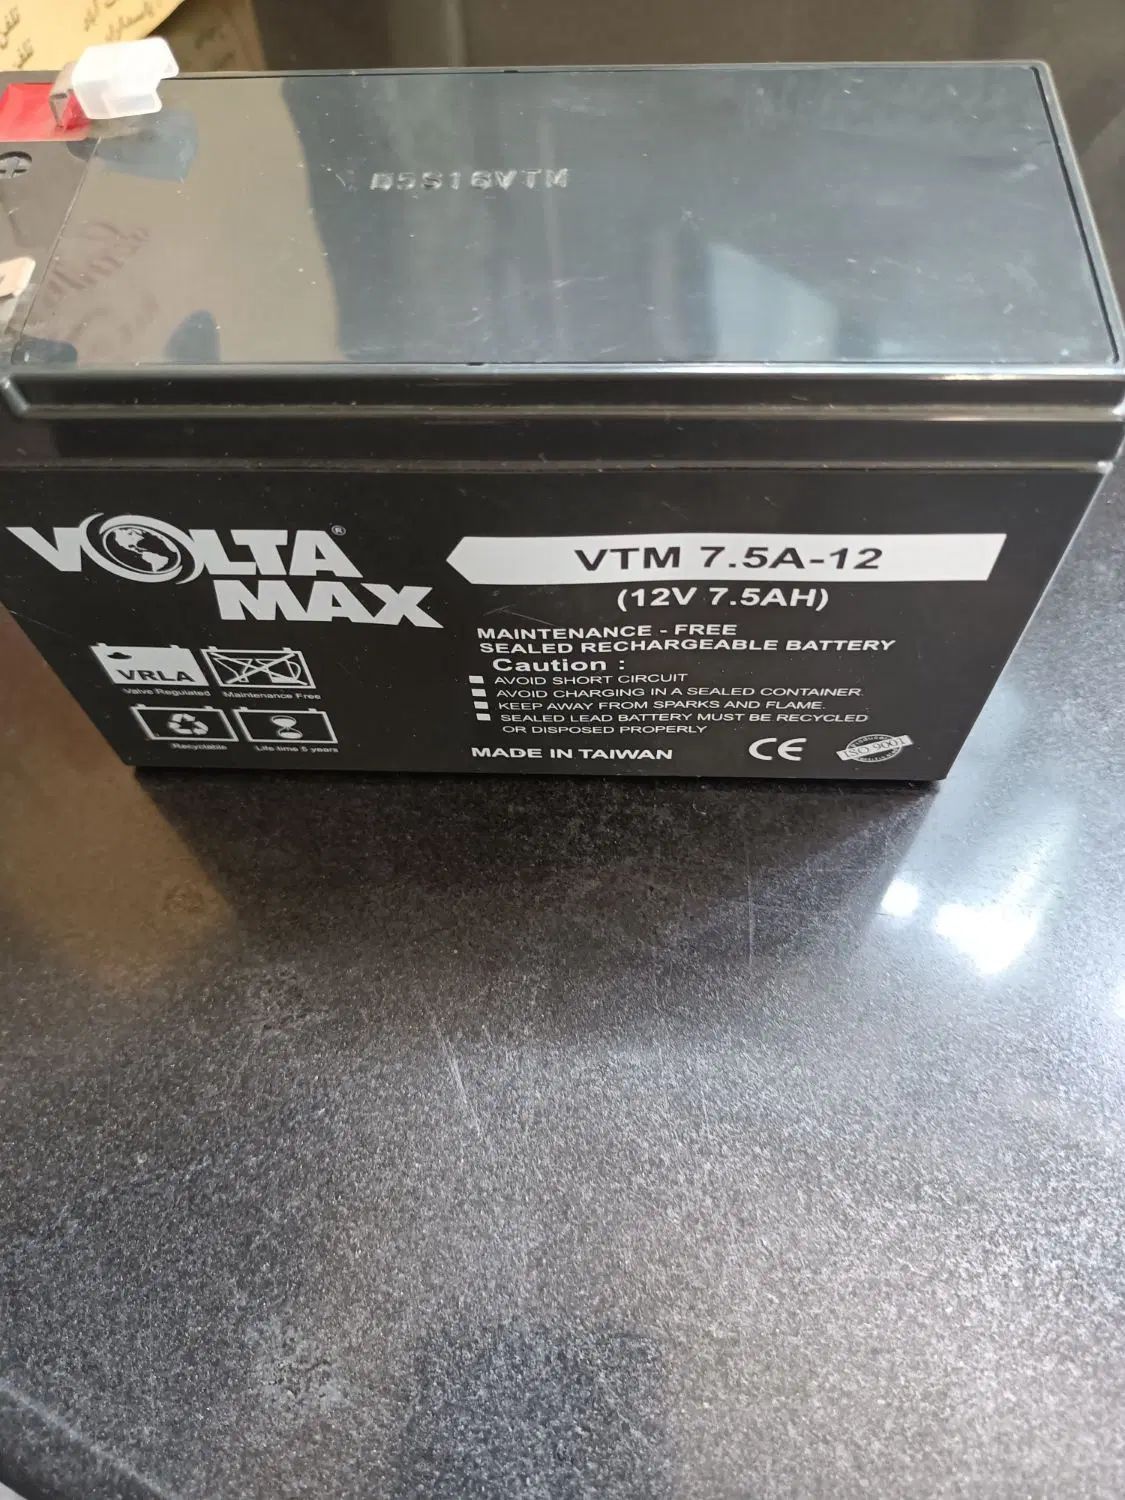 D5S16VTM
VOLTA
MAX
VTM 7.5A-12
(12V 7.5AH)
MAINTENANCE - FREE
SEALED RECHARGEABLE BATTERY
Caution :
AVOID SHORT CIRCUIT
AVOID CHARGING IN A SEALED CONTAINER.
KEEP AWAY FROM SPARKS AND FLAME.
SEALED LEAD BATTERY MUST BE RECYCLED
OR DISPOSED PROPERLY
MADE IN TAIWAN
CE
ISO 9001
VRLA
Valve Regulated
Maintenance Free
Recyclable
Life time 5 years